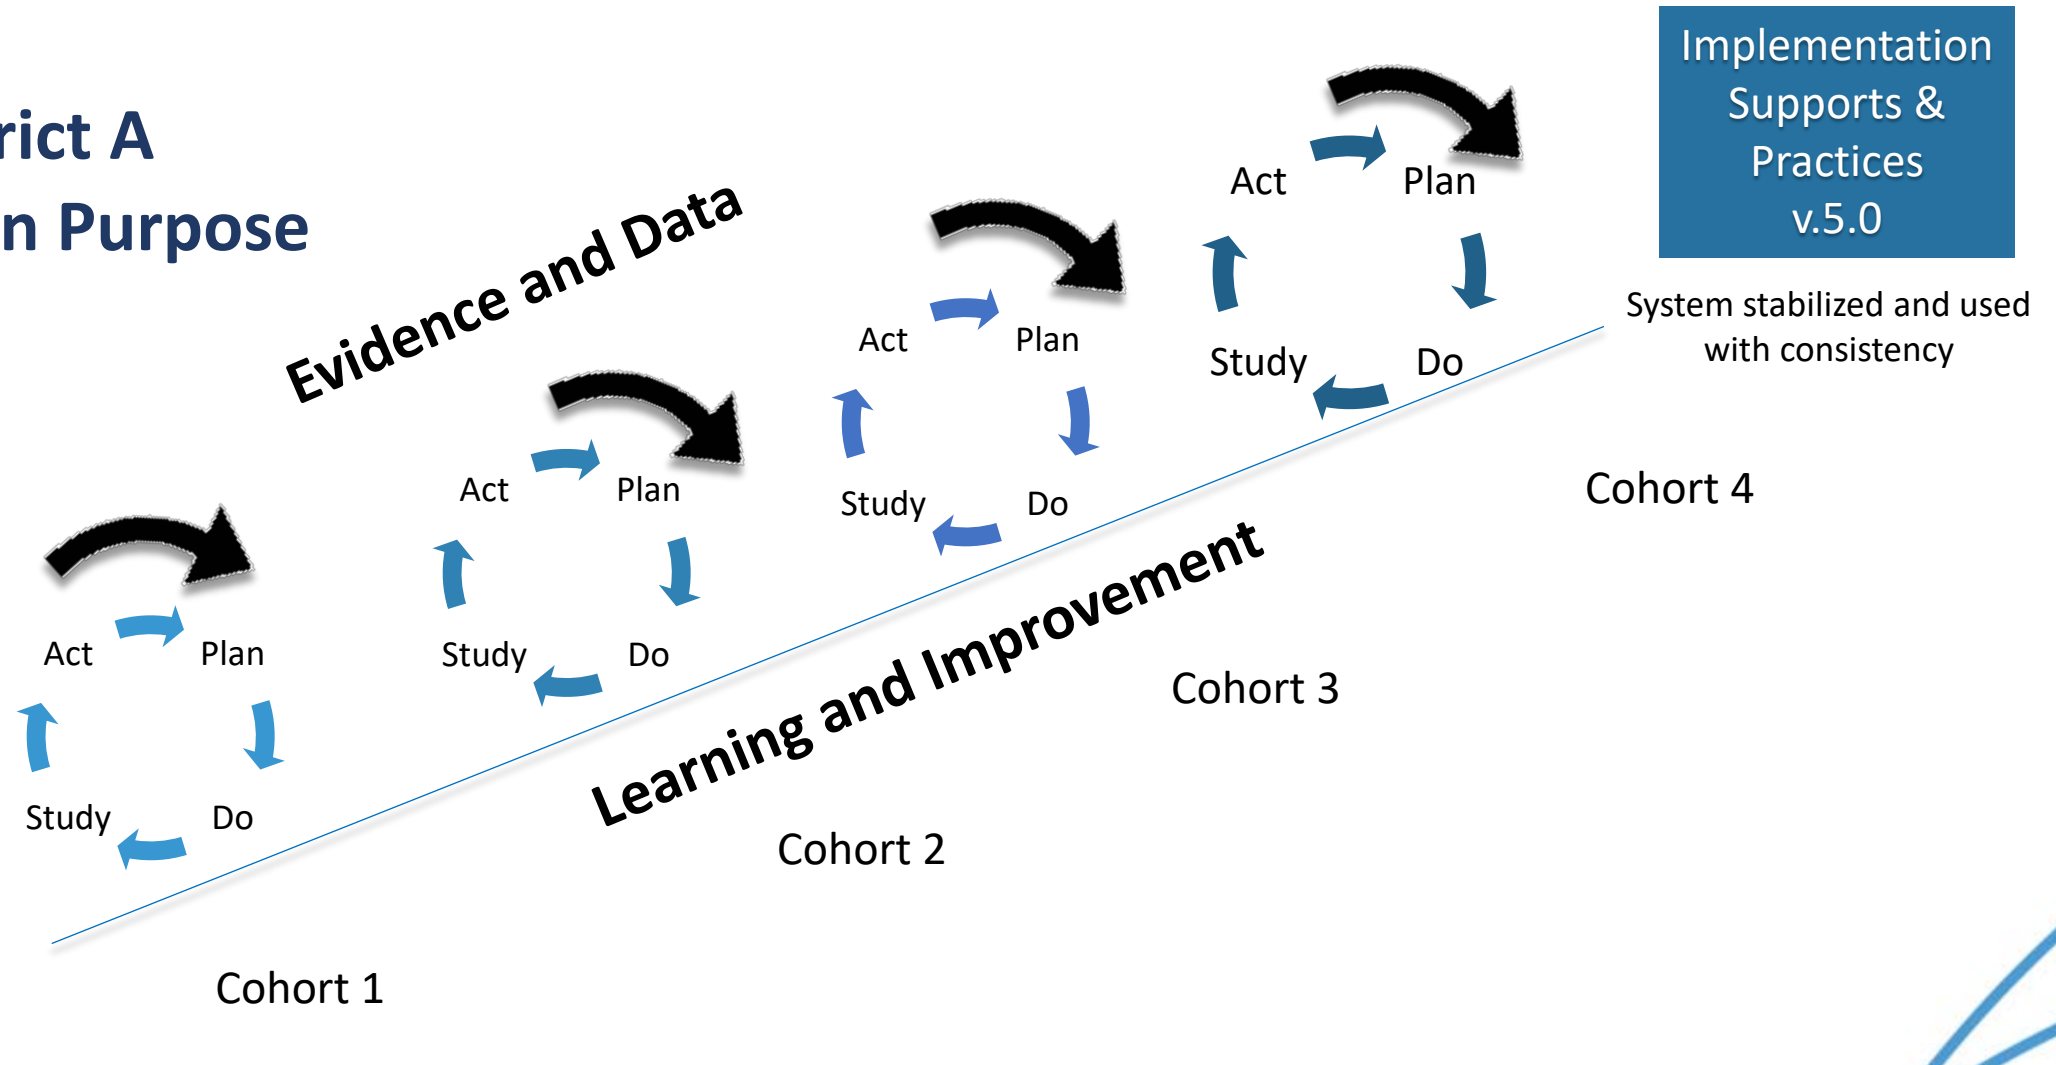 rict A
n Purpose
Implementation
Supports &
Practices
v.5.0
System stabilized and used
with consistency
Evidence and Data
Act
Plan
Study
Do
Act
Plan
Study
Do
Act
Plan
Study
Do
Act
Plan
Study
Do
Learning and Improvement
Cohort 1
Cohort 2
Cohort 3
Cohort 4